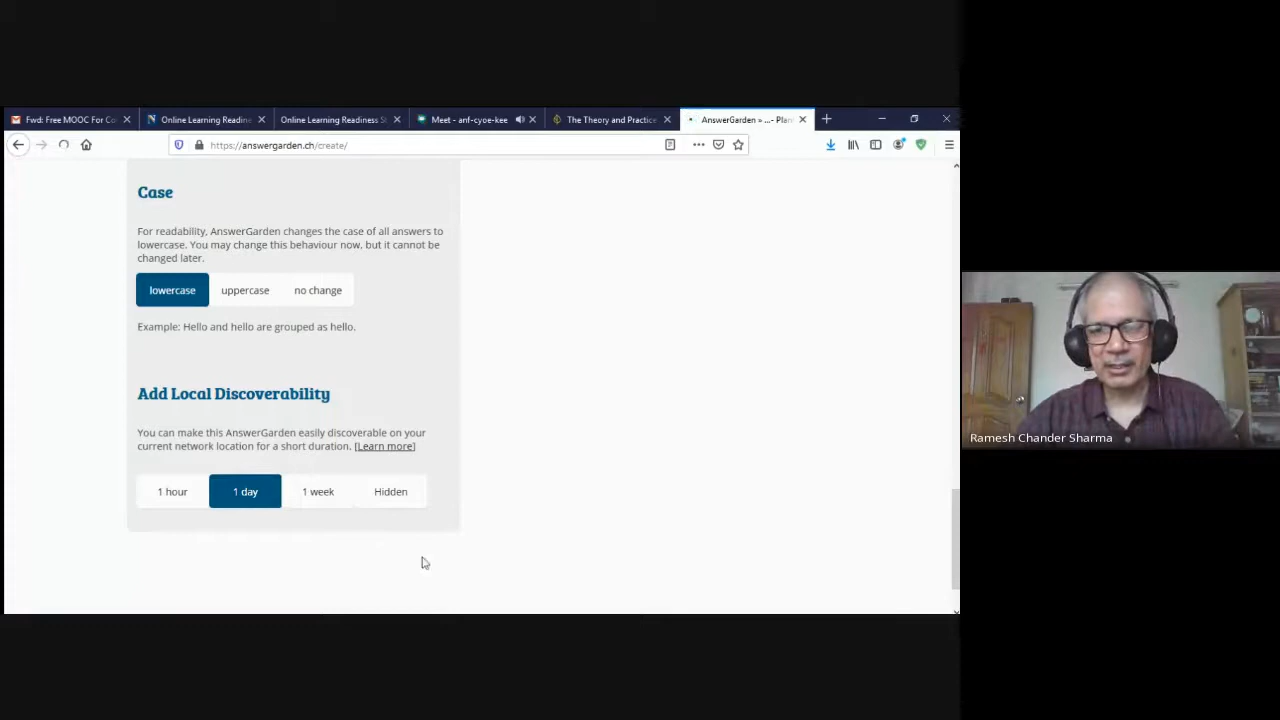 Fwd: Free MOOC For Co
Online Learning Readine
Online Learning Readiness S
Meet - anf-cyoe-kee
The Theory and Practice
AnswerGarden » ...- Plan
https://answergarden.ch/create/
Case
For readability, AnswerGarden changes the case of all answers to
lowercase. You may change this behaviour now, but it cannot be
changed later.
lowercase
uppercase
no change
Example: Hello and hello are grouped as hello.
Add Local Discoverability
You can make this AnswerGarden easily discoverable on your
current network location for a short duration. [Learn more]
1 hour
1 day
1 week
Hidden
Ramesh Chander Sharma